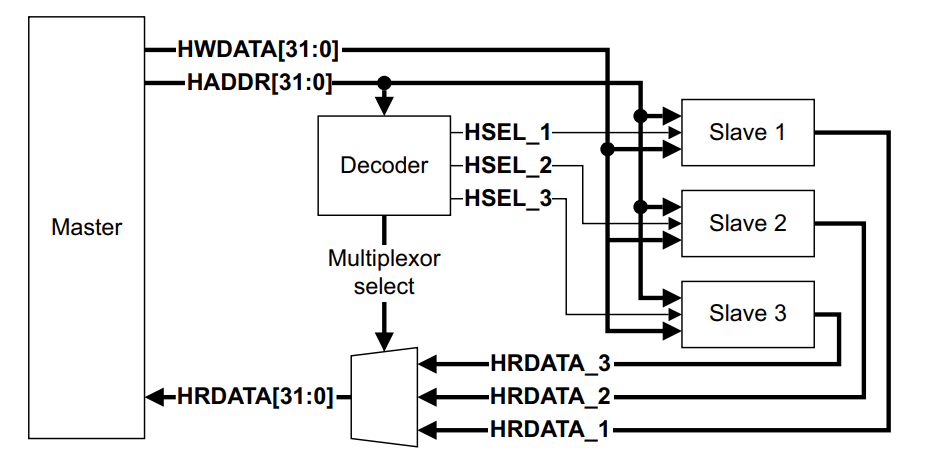 HWDATA[31:0]
HADDR[31:0]
HSEL_1
Slave 1
Decoder
HSEL_2
HSEL_3
Master
Slave 2
Multiplexor
select
Slave 3
HRDATA_3
HRDATA[31:0]
HRDATA_2
HRDATA_1